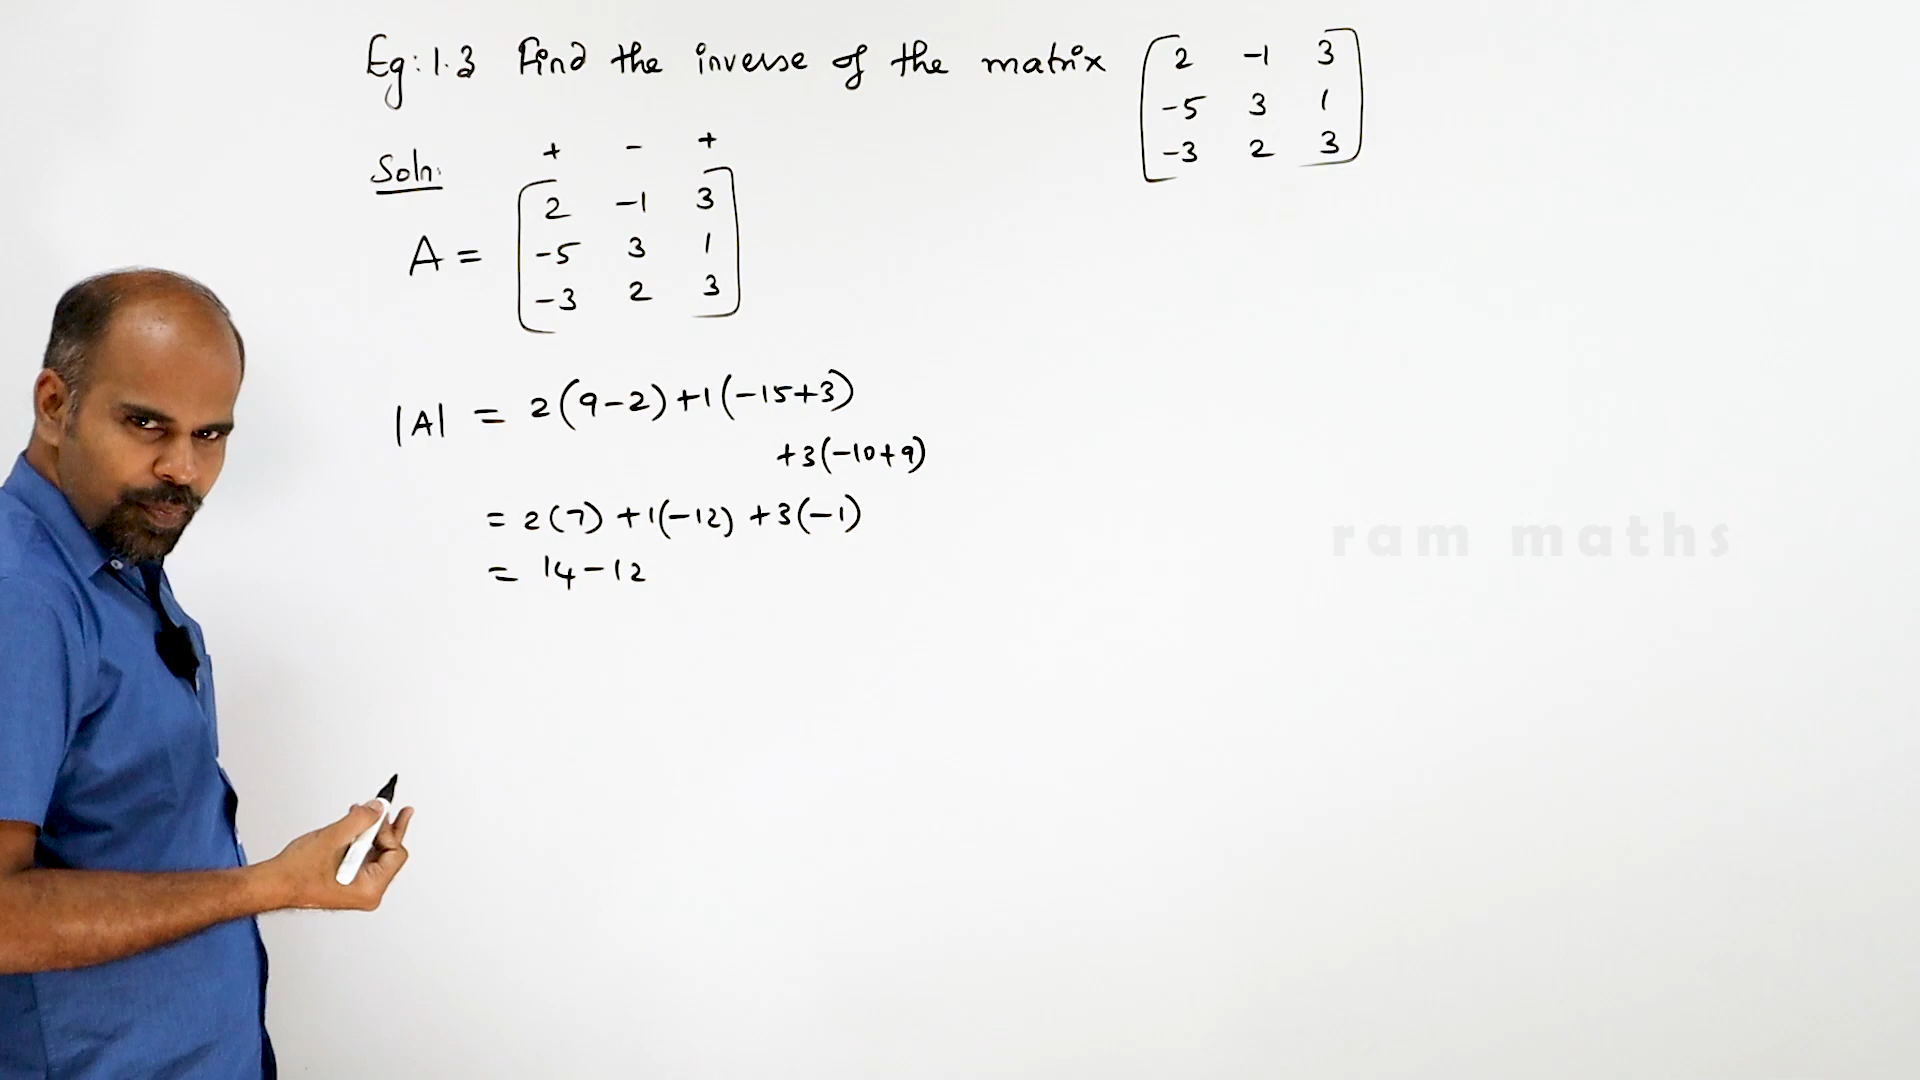 Eg: 1.3 Find the inverse of the matrix [2 -1 3
-5 3 1
-3 2 3]
Soln:
+ - +
A = [2 -1 3
-5 3 1
-3 2 3]
|A| = 2(9-2)+1(-15+3)
+3(-10+9)
= 2(7) +1(-12) +3(-1)
= 14-12
ram maths